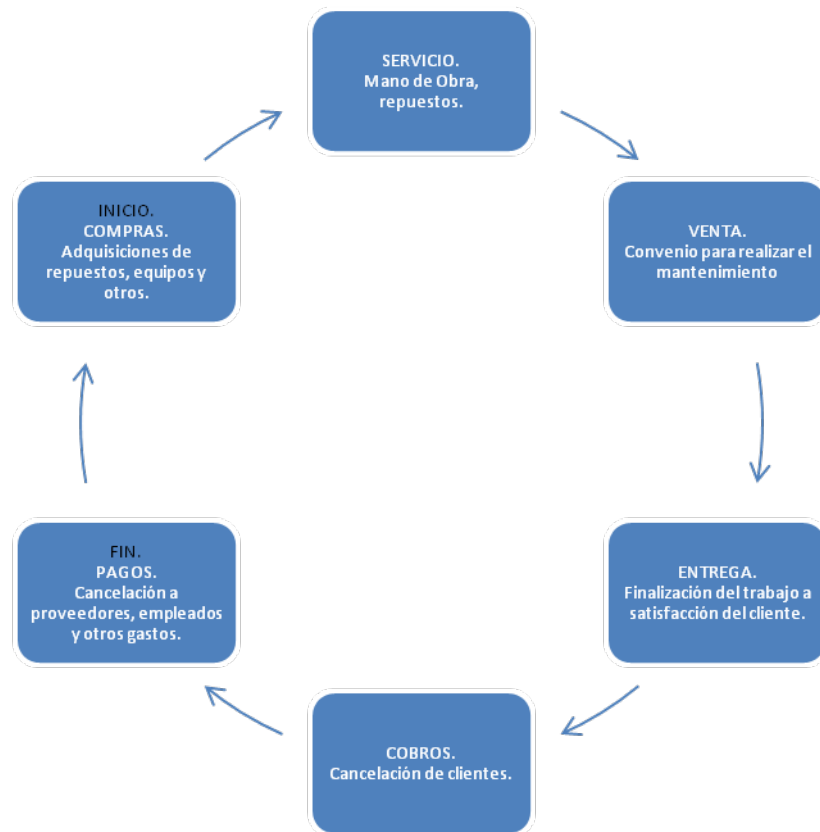 SERVICIO.
Mano de Obra,
repuestos.
INICIO.
COMPRAS.
Adquisiciones de
repuestos, equipos y
otros.
VENTA.
Convenio para realizar el
mantenimiento
FIN.
PAGOS.
Cancelación a
proveedores, empleados
y otros gastos.
ENTREGA.
Finalización del trabajo a
satisfacción del cliente.
COBROS.
Cancelación de clientes.